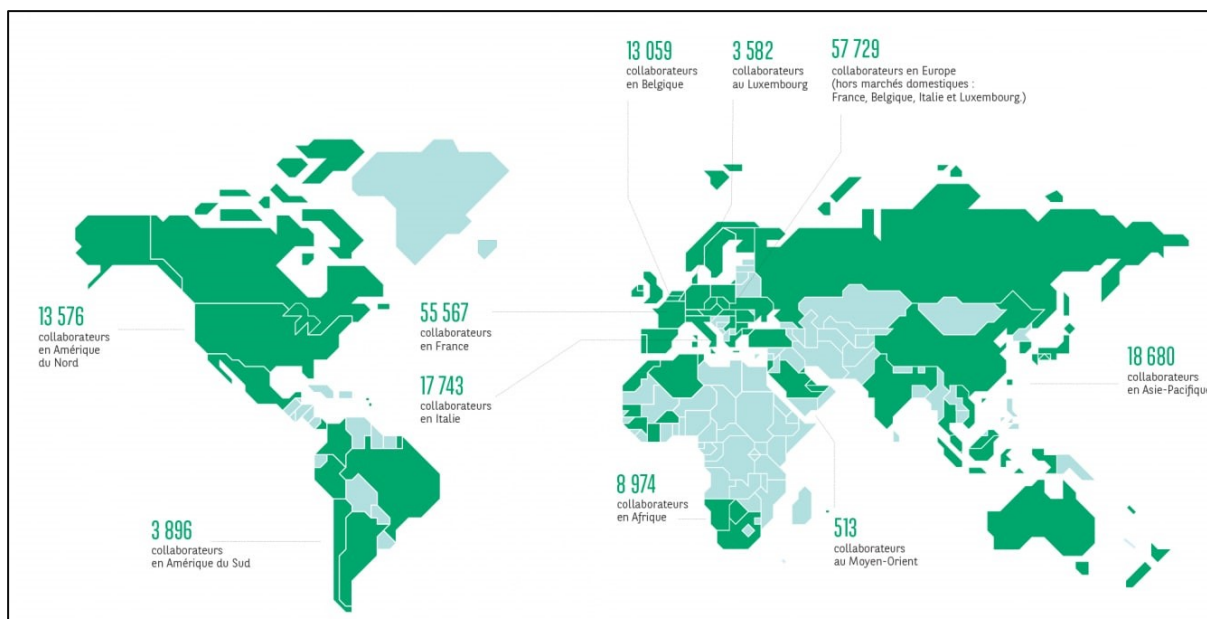 13 059
collaborateurs
en Belgique
3 582
collaborateurs
au Luxembourg
57 729
collaborateurs en Europe
(hors marchés domestiques :
France, Belgique, Italie et Luxembourg.)
13 576
collaborateurs
en Amérique
du Nord
55 567
collaborateurs
en France
17 743
collaborateurs
en Italie
18 680
collaborateurs
en Asie-Pacifique
3 896
collaborateurs
en Amérique du Sud
8 974
collaborateurs
en Afrique
513
collaborateurs
au Moyen-Orient